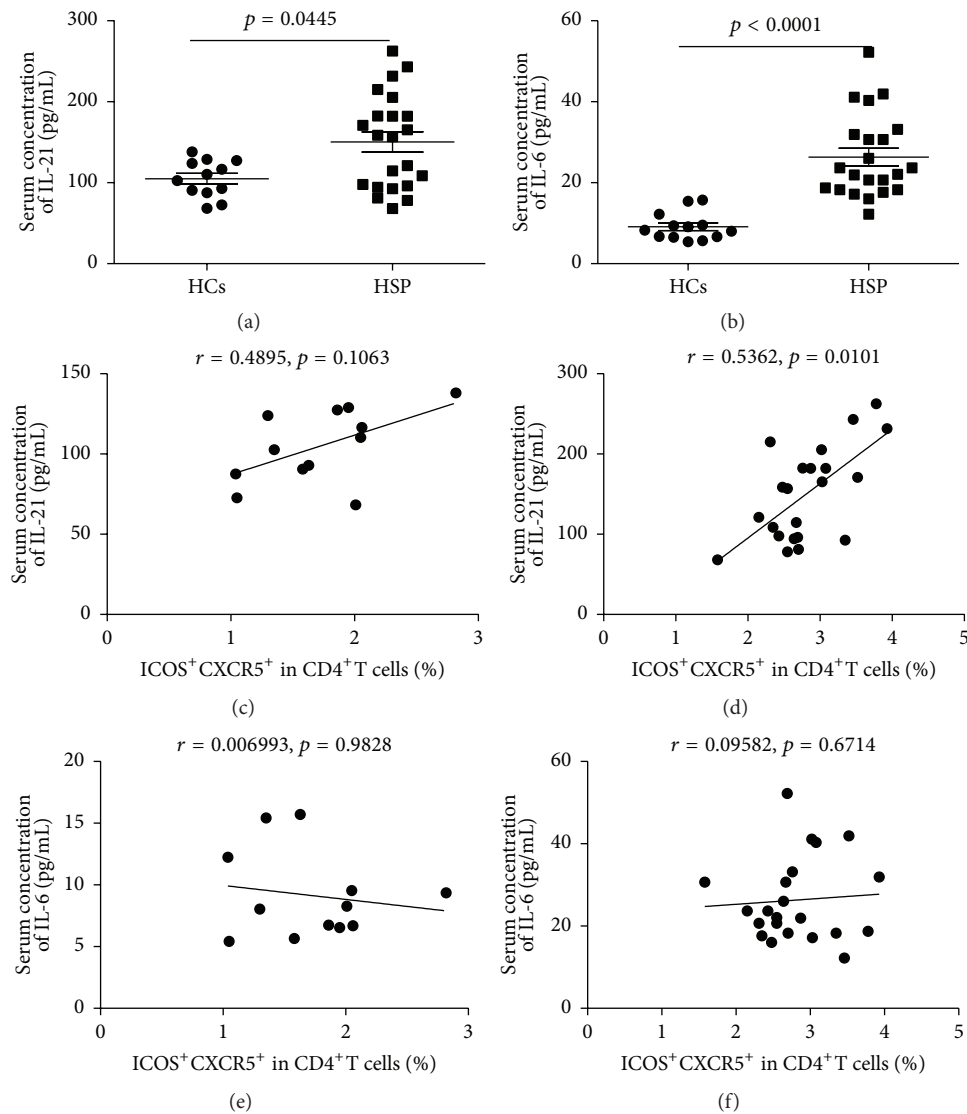 p = 0.0445
Serum concentration
of IL-21 (pg/mL)
300
200
100
0
HCs HSP
(a)
p < 0.0001
Serum concentration
of IL-6 (pg/mL)
60
40
20
0
HCs HSP
(b)
r = 0.4895, p = 0.1063
Serum concentration
of IL-21 (pg/mL)
150
100
50
0
0 1 2 3
ICOS⁺CXCR5⁺ in CD4⁺T cells (%)
(c)
r = 0.5362, p = 0.0101
Serum concentration
of IL-21 (pg/mL)
300
200
100
0
0 1 2 3 4 5
ICOS⁺CXCR5⁺ in CD4⁺T cells (%)
(d)
r = 0.006993, p = 0.9828
Serum concentration
of IL-6 (pg/mL)
20
15
10
5
0
0 1 2 3
ICOS⁺CXCR5⁺ in CD4⁺T cells (%)
(e)
r = 0.09582, p = 0.6714
Serum concentration
of IL-6 (pg/mL)
60
40
20
0
0 1 2 3 4 5
ICOS⁺CXCR5⁺ in CD4⁺T cells (%)
(f)